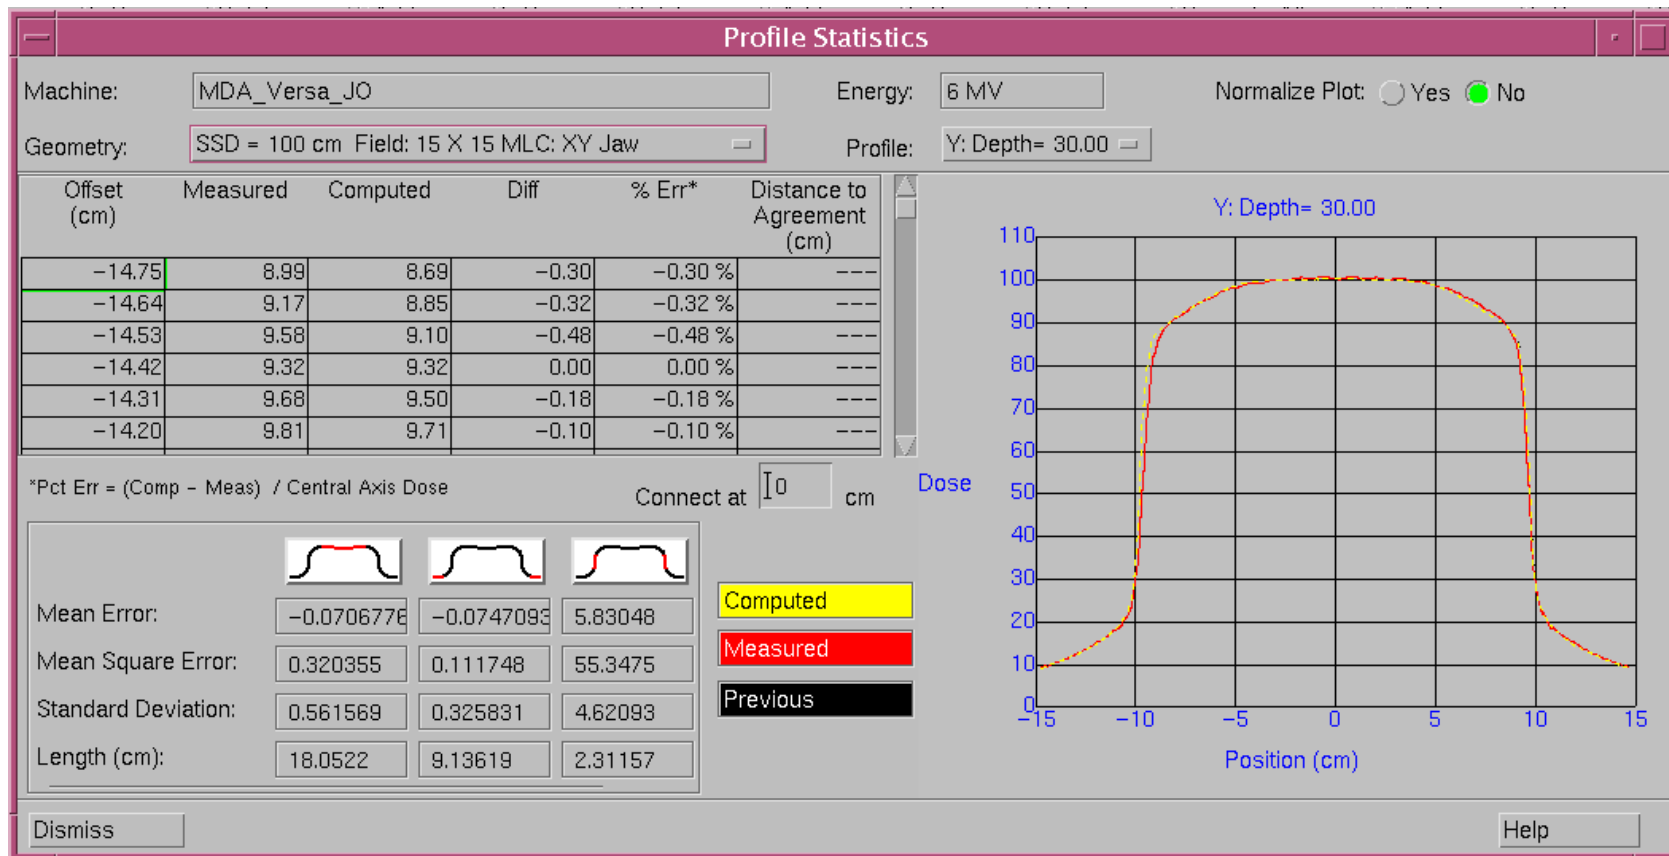 Profile Statistics
Machine: MDA_Versa_JO Energy: 6 MV Normalize Plot: Yes No
Geometry: SSD = 100 cm Field: 15 X 15 MLC: XY Jaw Profile: Y: Depth= 30.00
Offset (cm) Measured Computed Diff % Err* Distance to Agreement (cm)
-14.75 8.99 8.69 -0.30 -0.30 % ---
-14.64 9.17 8.85 -0.32 -0.32 % ---
-14.53 9.58 9.10 -0.48 -0.48 % ---
-14.42 9.32 9.32 0.00 0.00 % ---
-14.31 9.68 9.50 -0.18 -0.18 % ---
-14.20 9.81 9.71 -0.10 -0.10 % ---
*Pct Err = (Comp - Meas) / Central Axis Dose
Connect at 0 cm
Mean Error: -0.0706778 -0.0747093 5.83048
Mean Square Error: 0.320355 0.111748 55.3475
Standard Deviation: 0.561569 0.325831 4.62093
Length (cm): 18.0522 9.13619 2.31157
Computed
Measured
Previous
Y: Depth= 30.00
Dose
110
100
90
80
70
60
50
40
30
20
10
0
-15 -10 -5 0 5 10 15
Position (cm)
Dismiss
Help